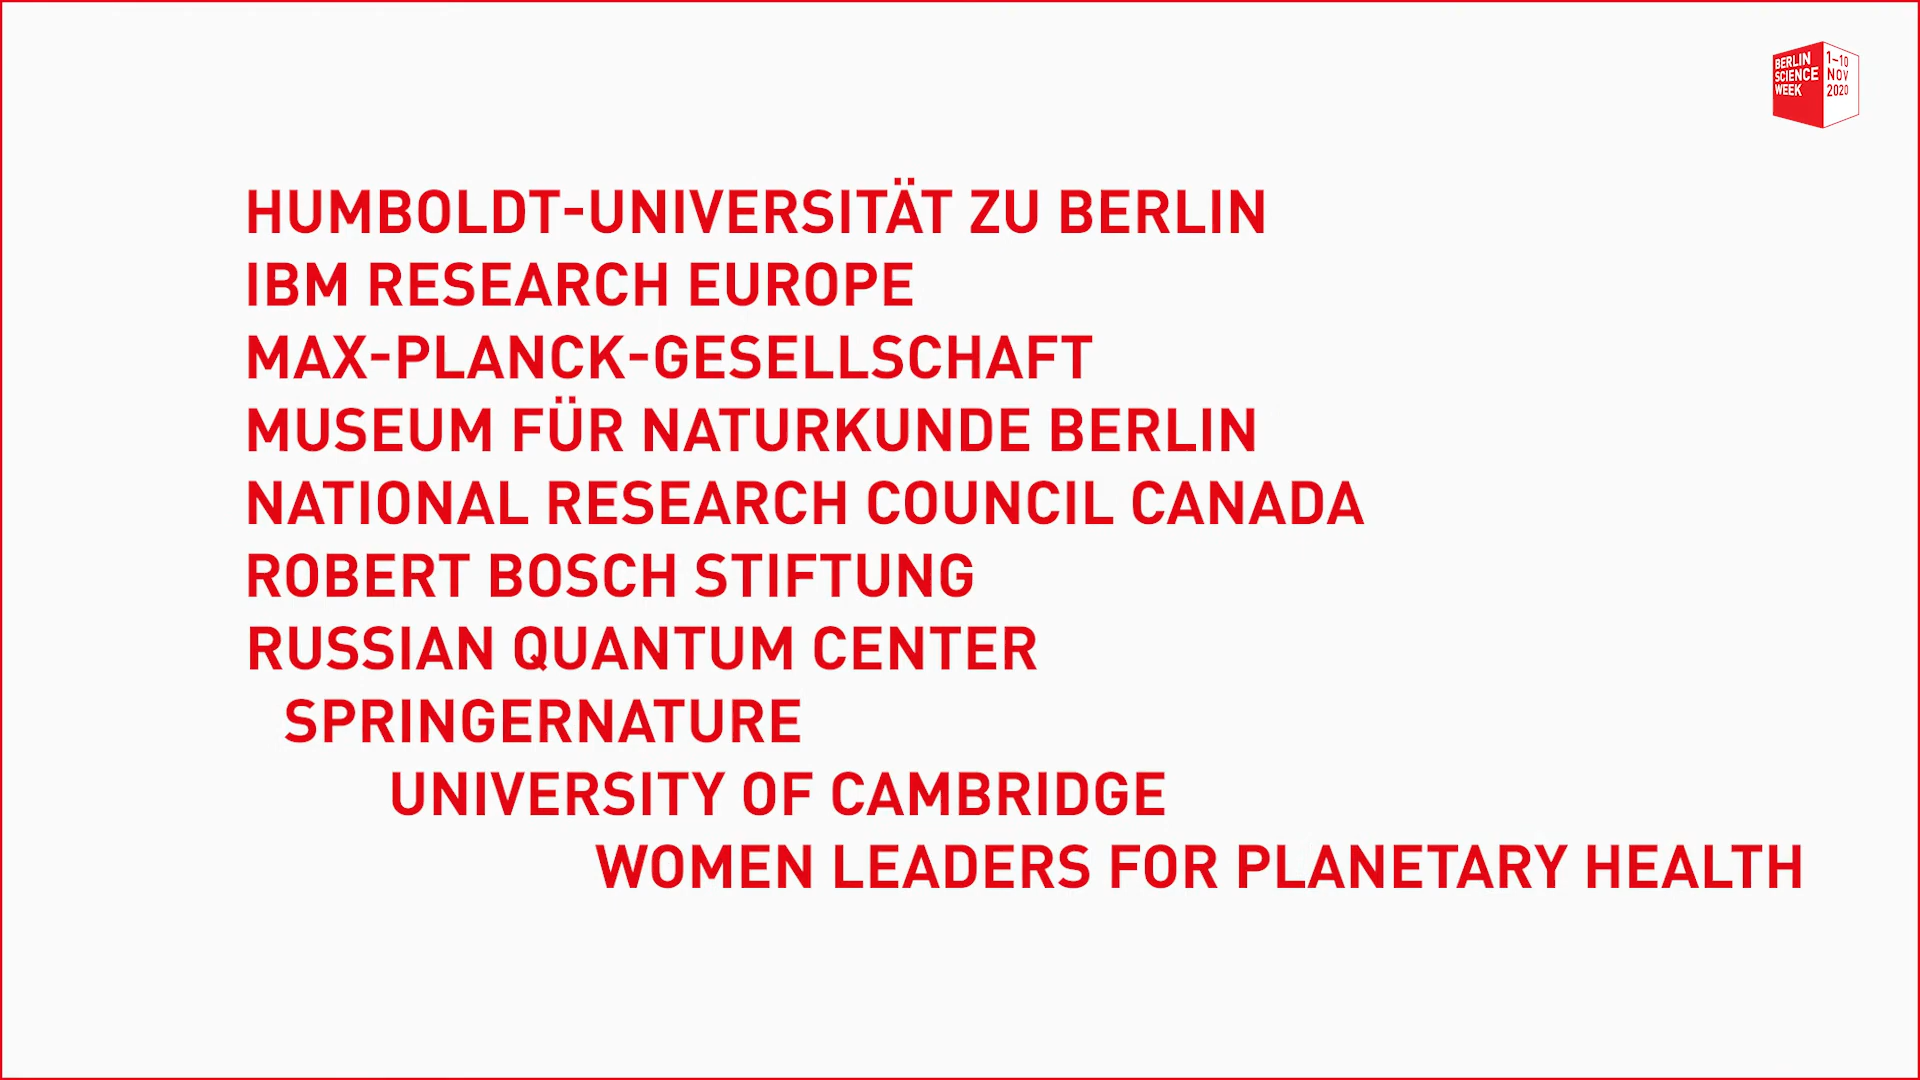 BERLIN
SCIENCE
WEEK
1–10
NOV
2020
HUMBOLDT-UNIVERSITÄT ZU BERLIN
IBM RESEARCH EUROPE
MAX-PLANCK-GESELLSCHAFT
MUSEUM FÜR NATURKUNDE BERLIN
NATIONAL RESEARCH COUNCIL CANADA
ROBERT BOSCH STIFTUNG
RUSSIAN QUANTUM CENTER
SPRINGERNATURE
UNIVERSITY OF CAMBRIDGE
WOMEN LEADERS FOR PLANETARY HEALTH